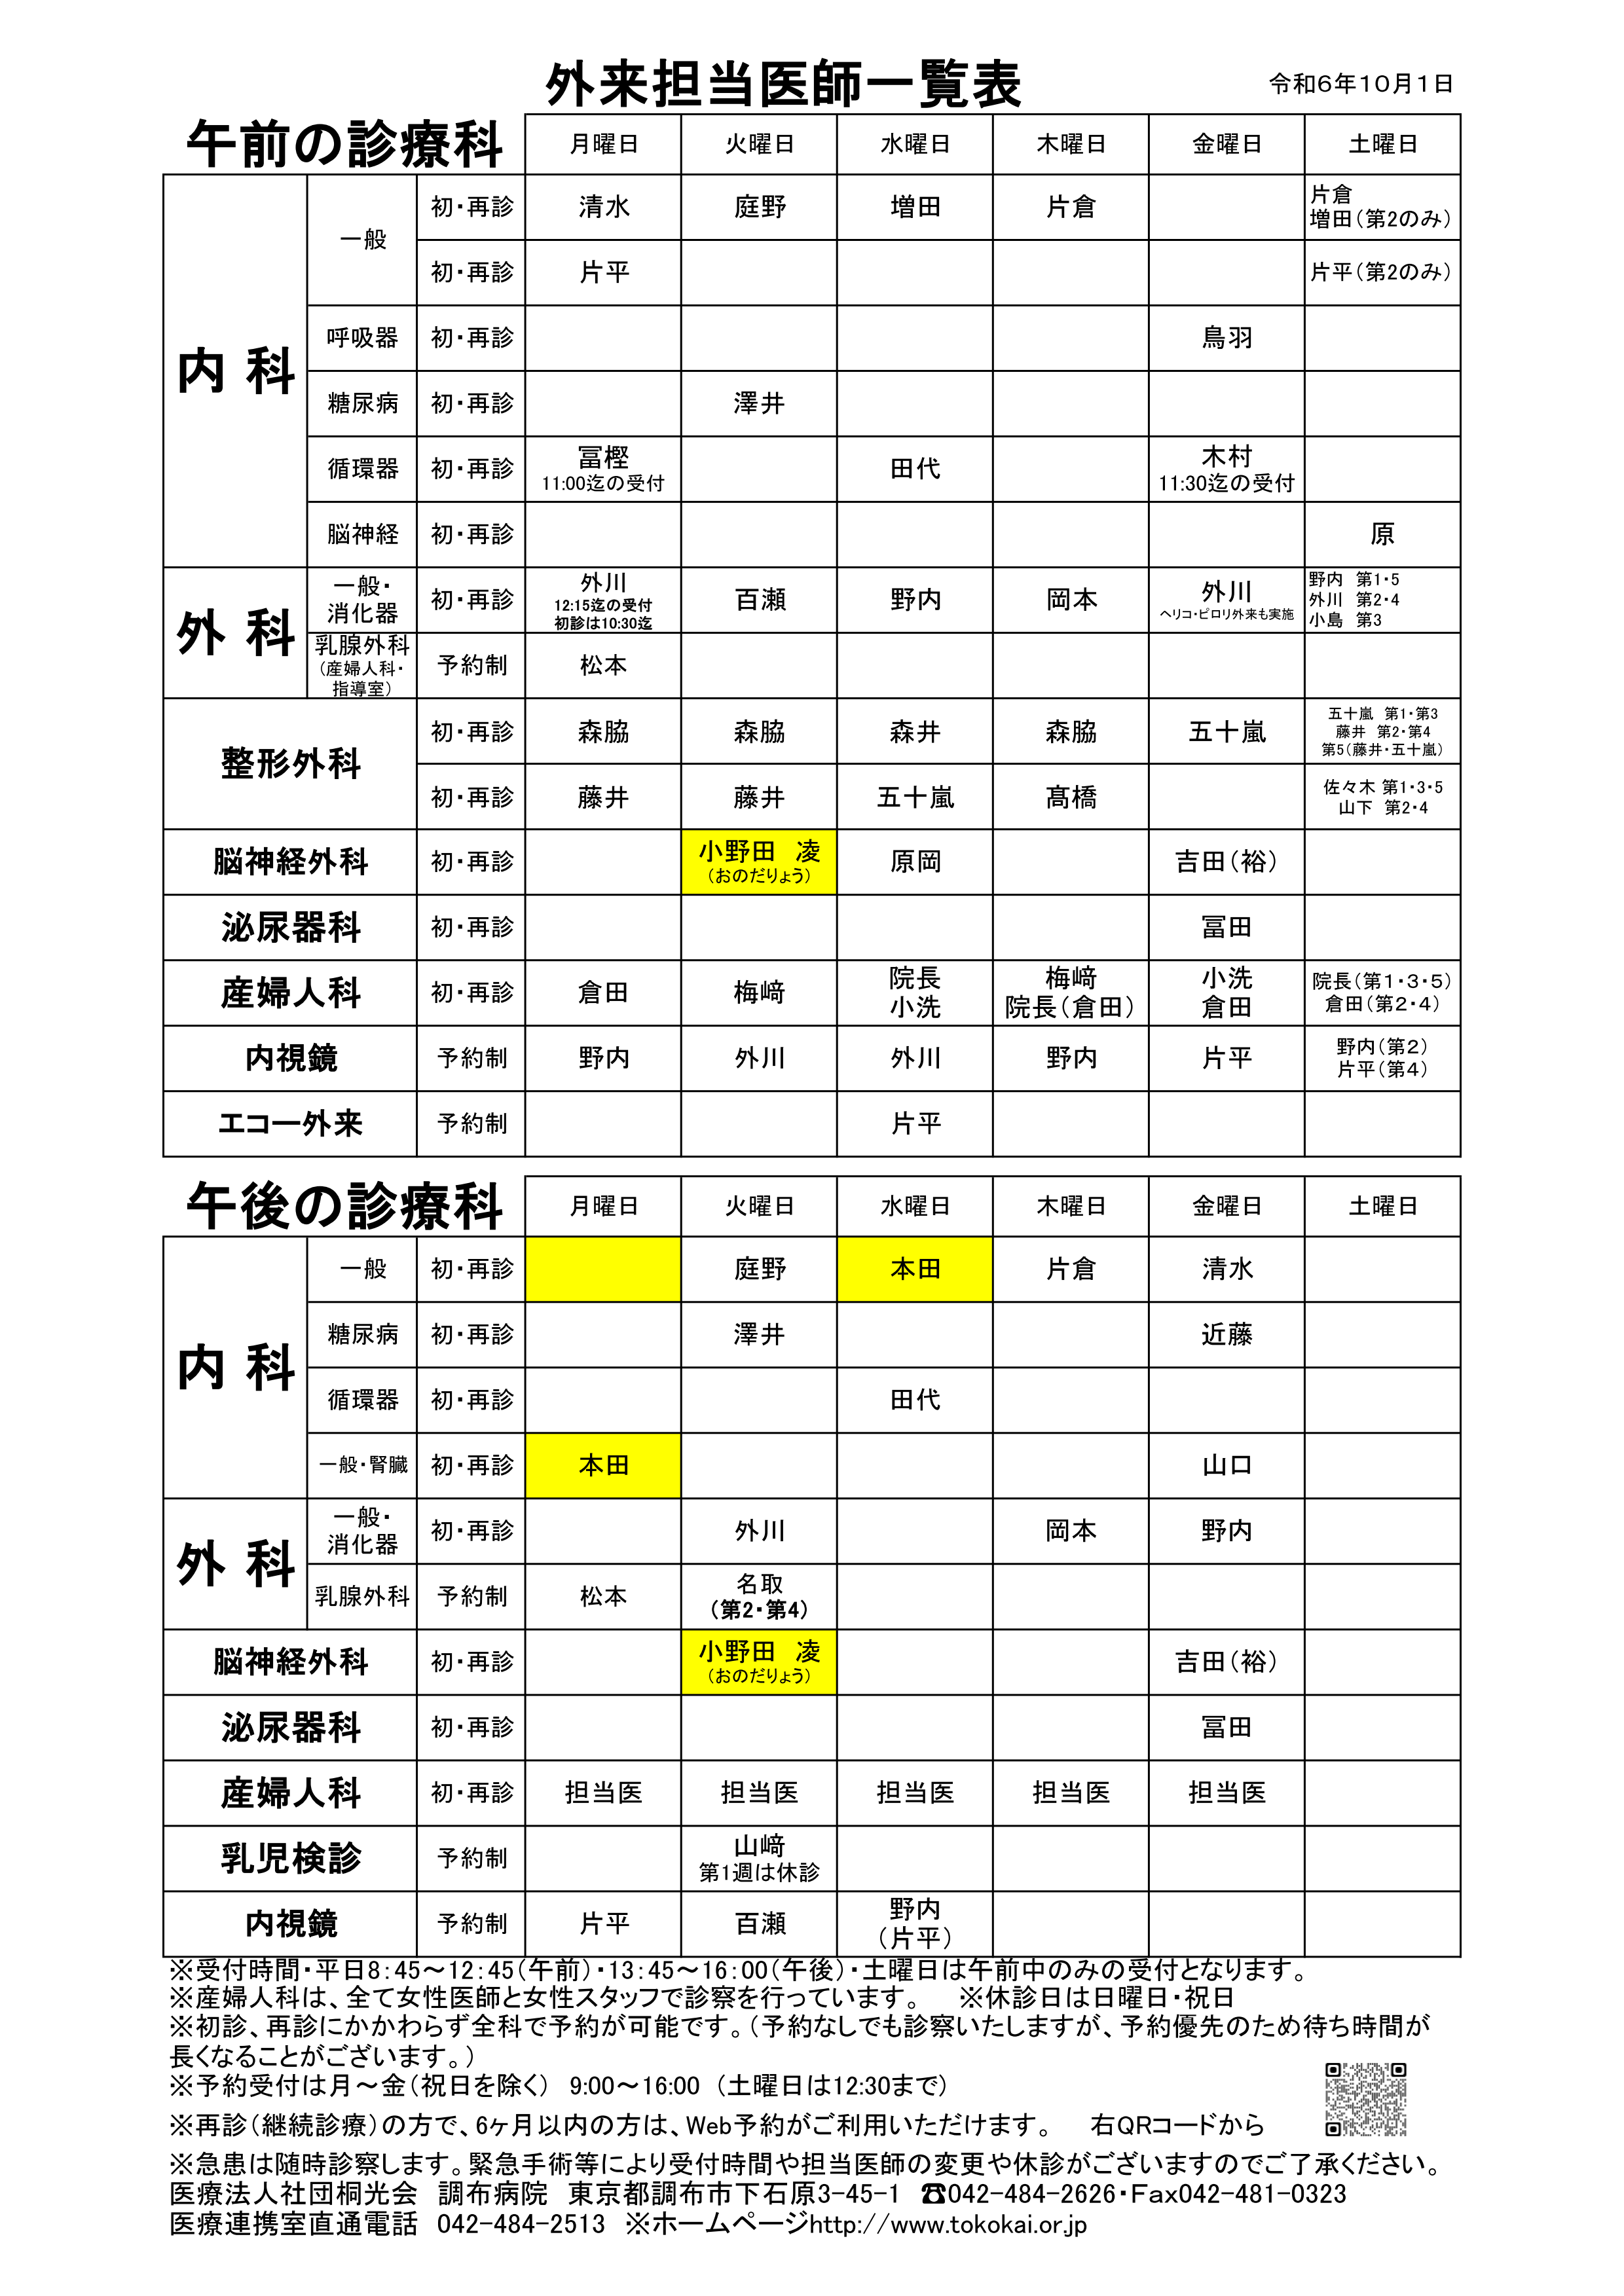 外来担当医師一覧表
令和6年10月1日
午前の診療科 月曜日 火曜日 水曜日 木曜日 金曜日 土曜日
内 科
一般 初・再診 清水 庭野 増田 片倉 片倉
増田(第2のみ)
初・再診 片平 片平(第2のみ)
呼吸器 初・再診 鳥羽
糖尿病 初・再診 澤井
循環器 初・再診 冨樫 田代 木村
11:00迄の受付 11:30迄の受付
脳神経 初・再診 原
外 科
一般・
消化器
初・再診
外川
12:15迄の受付
初診は10:30迄
百瀬
野内
岡本
外川
ヘリコ・ピロリ外来も実施
野内 第1・5
外川 第2・4
小島 第3
乳腺外科
(産婦人科・
指導室)
予約制 松本
整形外科
初・再診 森脇 森脇 森井 森脇 五十嵐
五十嵐 第1・第3
藤井 第2・第4
第5(藤井・五十嵐)
初・再診 藤井 藤井 五十嵐 髙橋
佐々木 第1・3・5
山下 第2・4
脳神経外科 初・再診 小野田 凌 原岡 吉田(裕)
(おのだりょう)
泌尿器科 初・再診 冨田
産婦人科 初・再診 倉田 梅﨑
院長
小洗
梅﨑
院長(倉田)
小洗
倉田
院長(第1・3・5)
倉田(第2・4)
内視鏡 予約制 野内 外川 外川 野内 片平
野内(第2)
片平(第4)
エコー外来 予約制 片平
午後の診療科 月曜日 火曜日 水曜日 木曜日 金曜日 土曜日
内 科
一般 初・再診 庭野 本田 片倉 清水
糖尿病 初・再診 澤井 近藤
循環器 初・再診 田代
一般・腎臓 初・再診 本田 山口
外 科
一般・
消化器
初・再診 外川 岡本 野内
乳腺外科 予約制 松本 名取
(第2・第4)
脳神経外科 初・再診 小野田 凌 吉田(裕)
(おのだりょう)
泌尿器科 初・再診 冨田
産婦人科 初・再診 担当医 担当医 担当医 担当医 担当医
乳児検診 予約制 山﨑
第1週は休診
内視鏡 予約制 片平 百瀬 野内
(片平)
※受付時間・平日8:45～12:45(午前)・13:45～16:00(午後)・土曜日は午前中のみの受付となります。
※産婦人科は、全て女性医師と女性スタッフで診察を行っています。 ※休診日は日曜日・祝日
※初診、再診にかかわらず全科で予約が可能です。(予約なしでも診察いたしますが、予約優先のため待ち時間が
長くなることがございます。)
※予約受付は月～金(祝日を除く) 9:00～16:00 (土曜日は12:30まで)
※再診(継続診療)の方で、6ヶ月以内の方は、Web予約がご利用いただけます。 右QRコードから
※急患は随時診察します。緊急手術等により受付時間や担当医師の変更や休診がございますのでご了承ください。
医療法人社団桐光会 調布病院 東京都調布市下石原3-45-1 ☎042-484-2626・Fax042-481-0323
医療連携室直通電話 042-484-2513 ※ホームページhttp://www.tokokai.or.jp